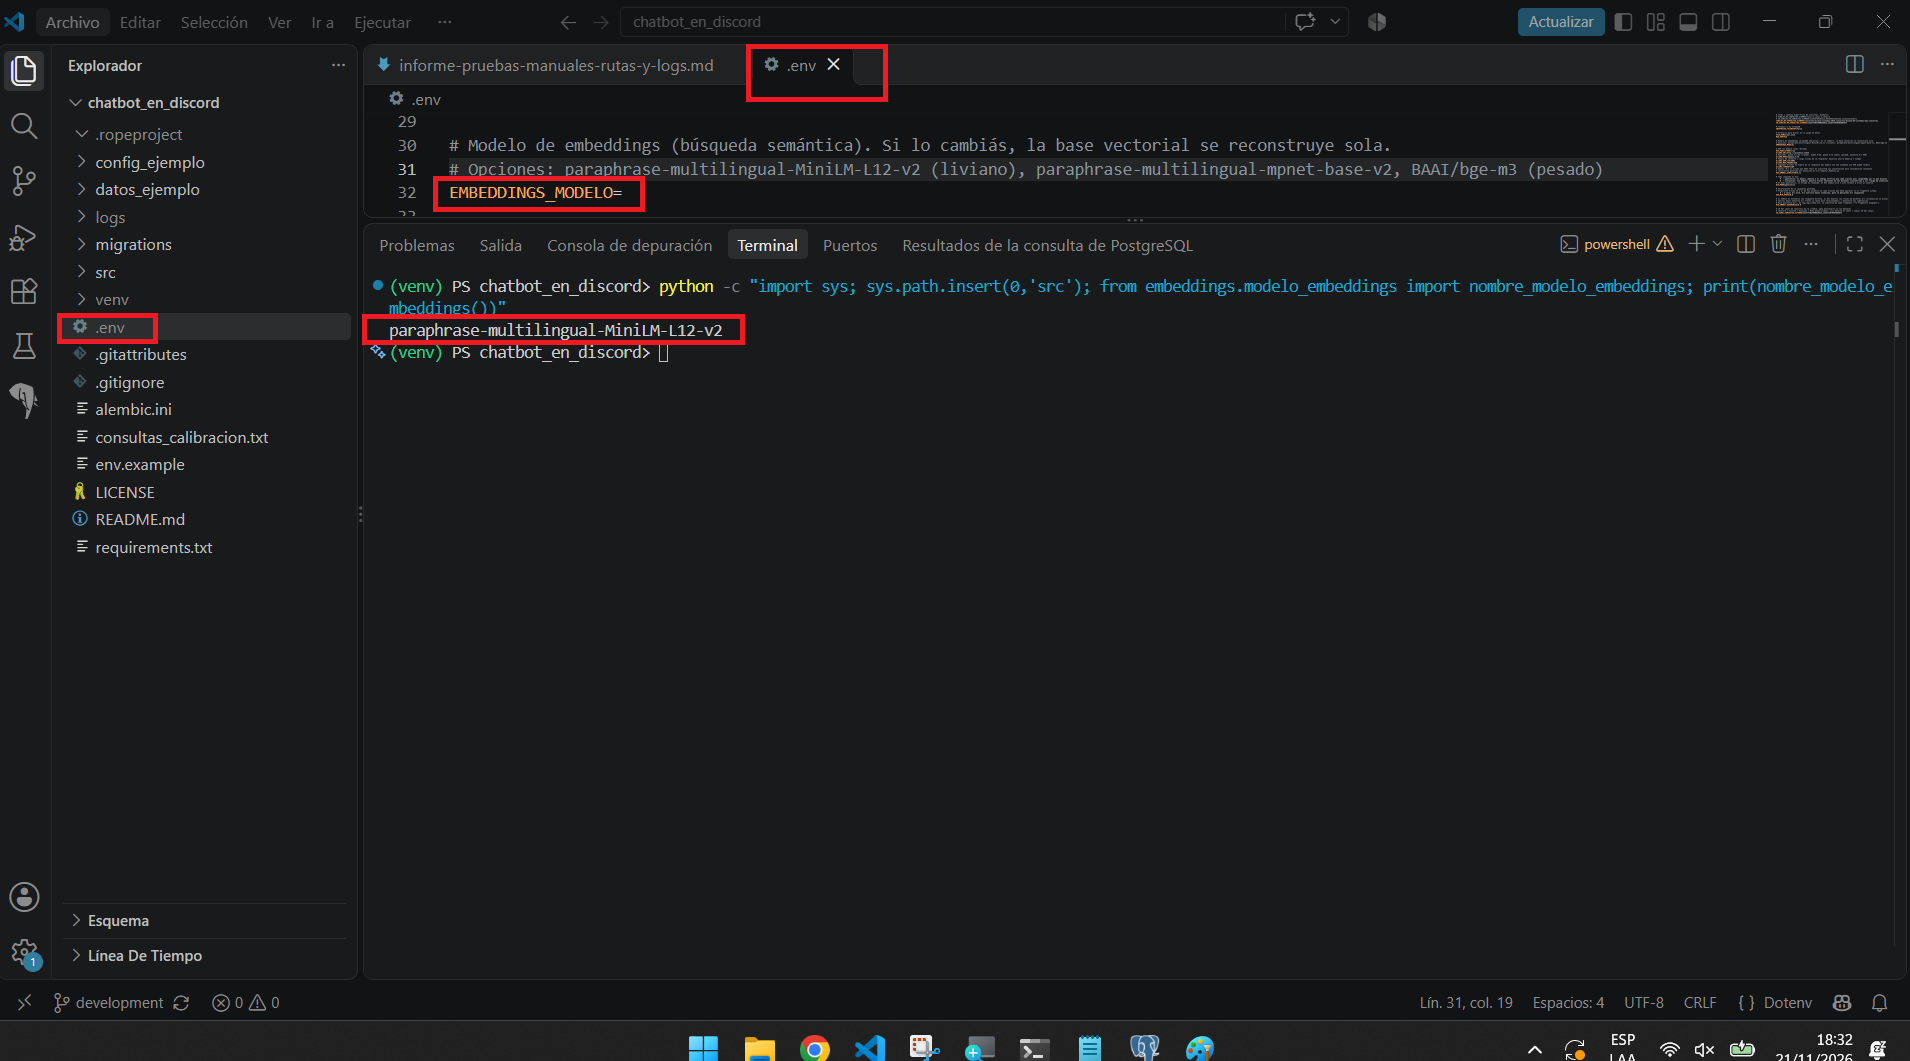 Archivo Editar Selección Ver Ir a Ejecutar ··· chatbot_en_discord Actualizar
Explorador ···
chatbot_en_discord
.ropeproject
config_ejemplo
datos_ejemplo
logs
migrations
src
venv
.env
.gitattributes
.gitignore
alembic.ini
consultas_calibracion.txt
env.example
LICENSE
README.md
requirements.txt
Esquema
Línea De Tiempo
informe-pruebas-manuales-rutas-y-logs.md .env
.env
29
30 # Modelo de embeddings (búsqueda semántica). Si lo cambiás, la base vectorial se reconstruye sola.
31 # Opciones: paraphrase-multilingual-MiniLM-L12-v2 (liviano), paraphrase-multilingual-mpnet-base-v2, BAAI/bge-m3 (pesado)
32 EMBEDDINGS_MODELO=
Problemas Salida Consola de depuración Terminal Puertos Resultados de la consulta de PostgreSQL powershell
(venv) PS chatbot_en_discord> python -c "import sys; sys.path.insert(0,'src'); from embeddings.modelo_embeddings import nombre_modelo_embeddings; print(nombre_modelo_e
mbeddings())"
paraphrase-multilingual-MiniLM-L12-v2
(venv) PS chatbot_en_discord>
1
development 0 0 Lín. 31, col. 19 Espacios: 4 UTF-8 CRLF { } Dotenv
ESP 18:32
LAA 21/11/2026